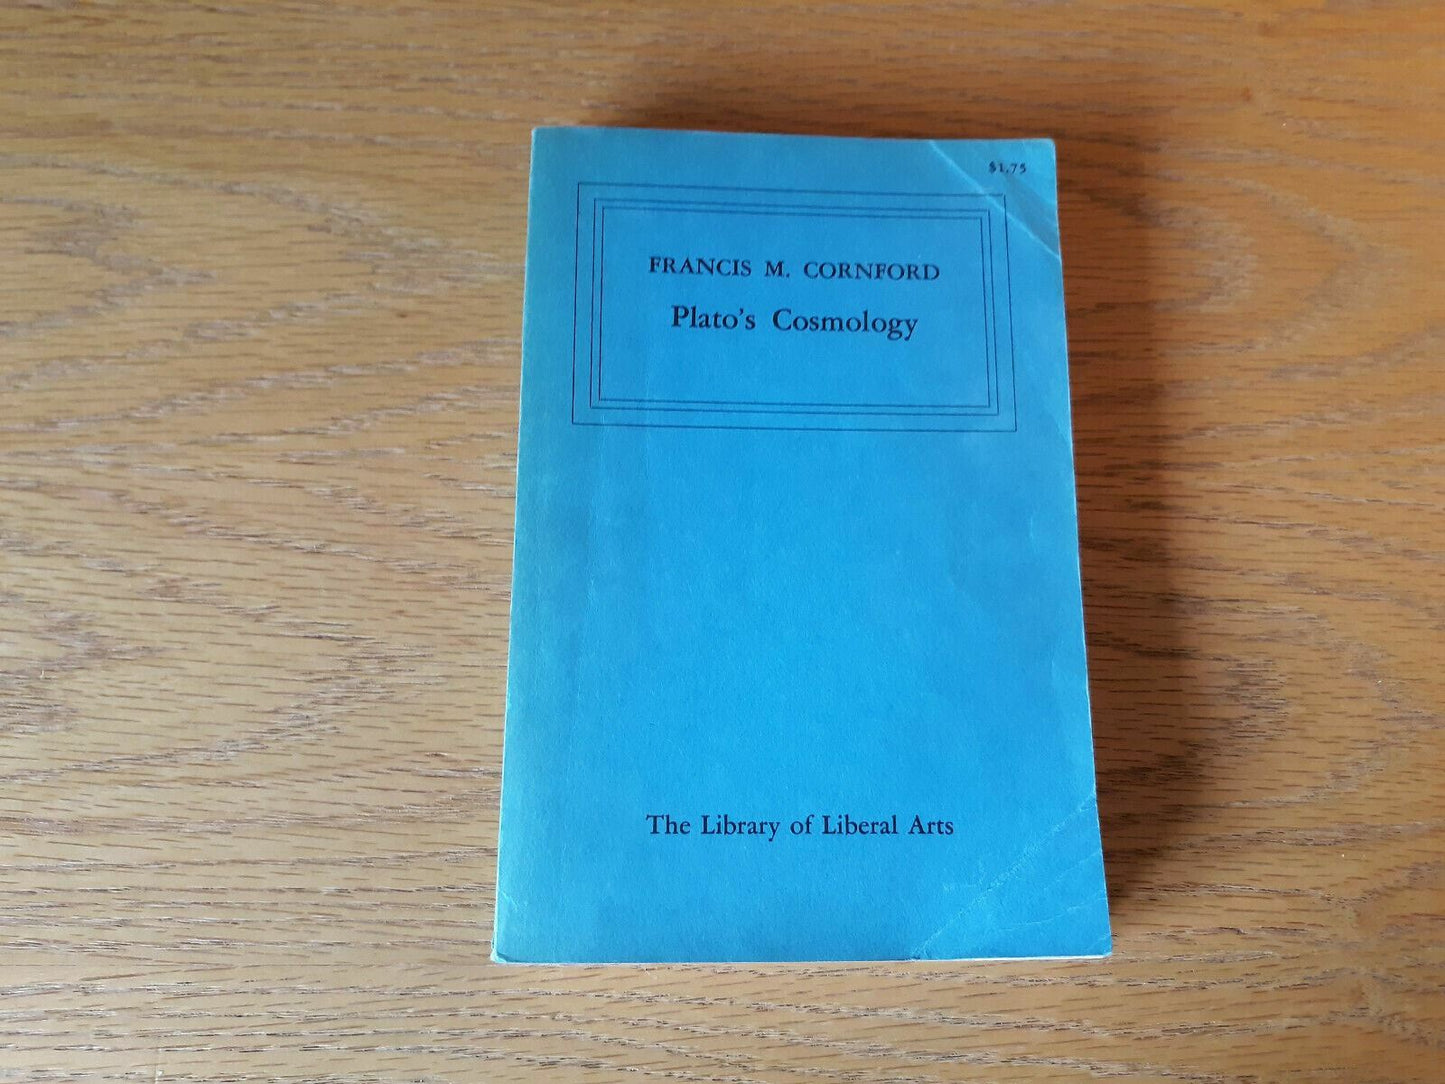 $1.75
FRANCIS M. CORNFORD
Plato's Cosmology
The Library of Liberal Arts